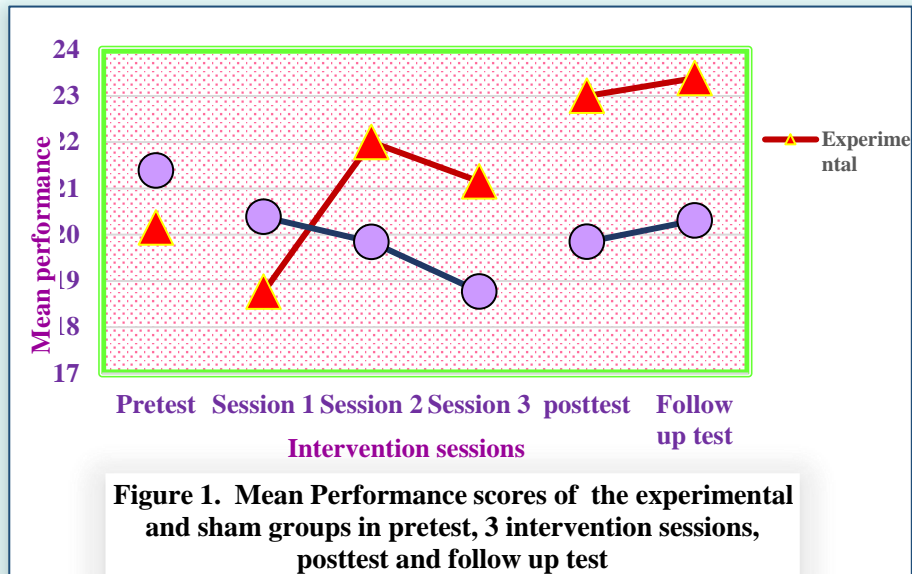 24
23
22
21
20
19
18
17
Mean performance
Pretest Session 1 Session 2 Session 3 posttest Follow
up test
Intervention sessions
Experime
ntal
Figure 1. Mean Performance scores of the experimental
and sham groups in pretest, 3 intervention sessions,
posttest and follow up test